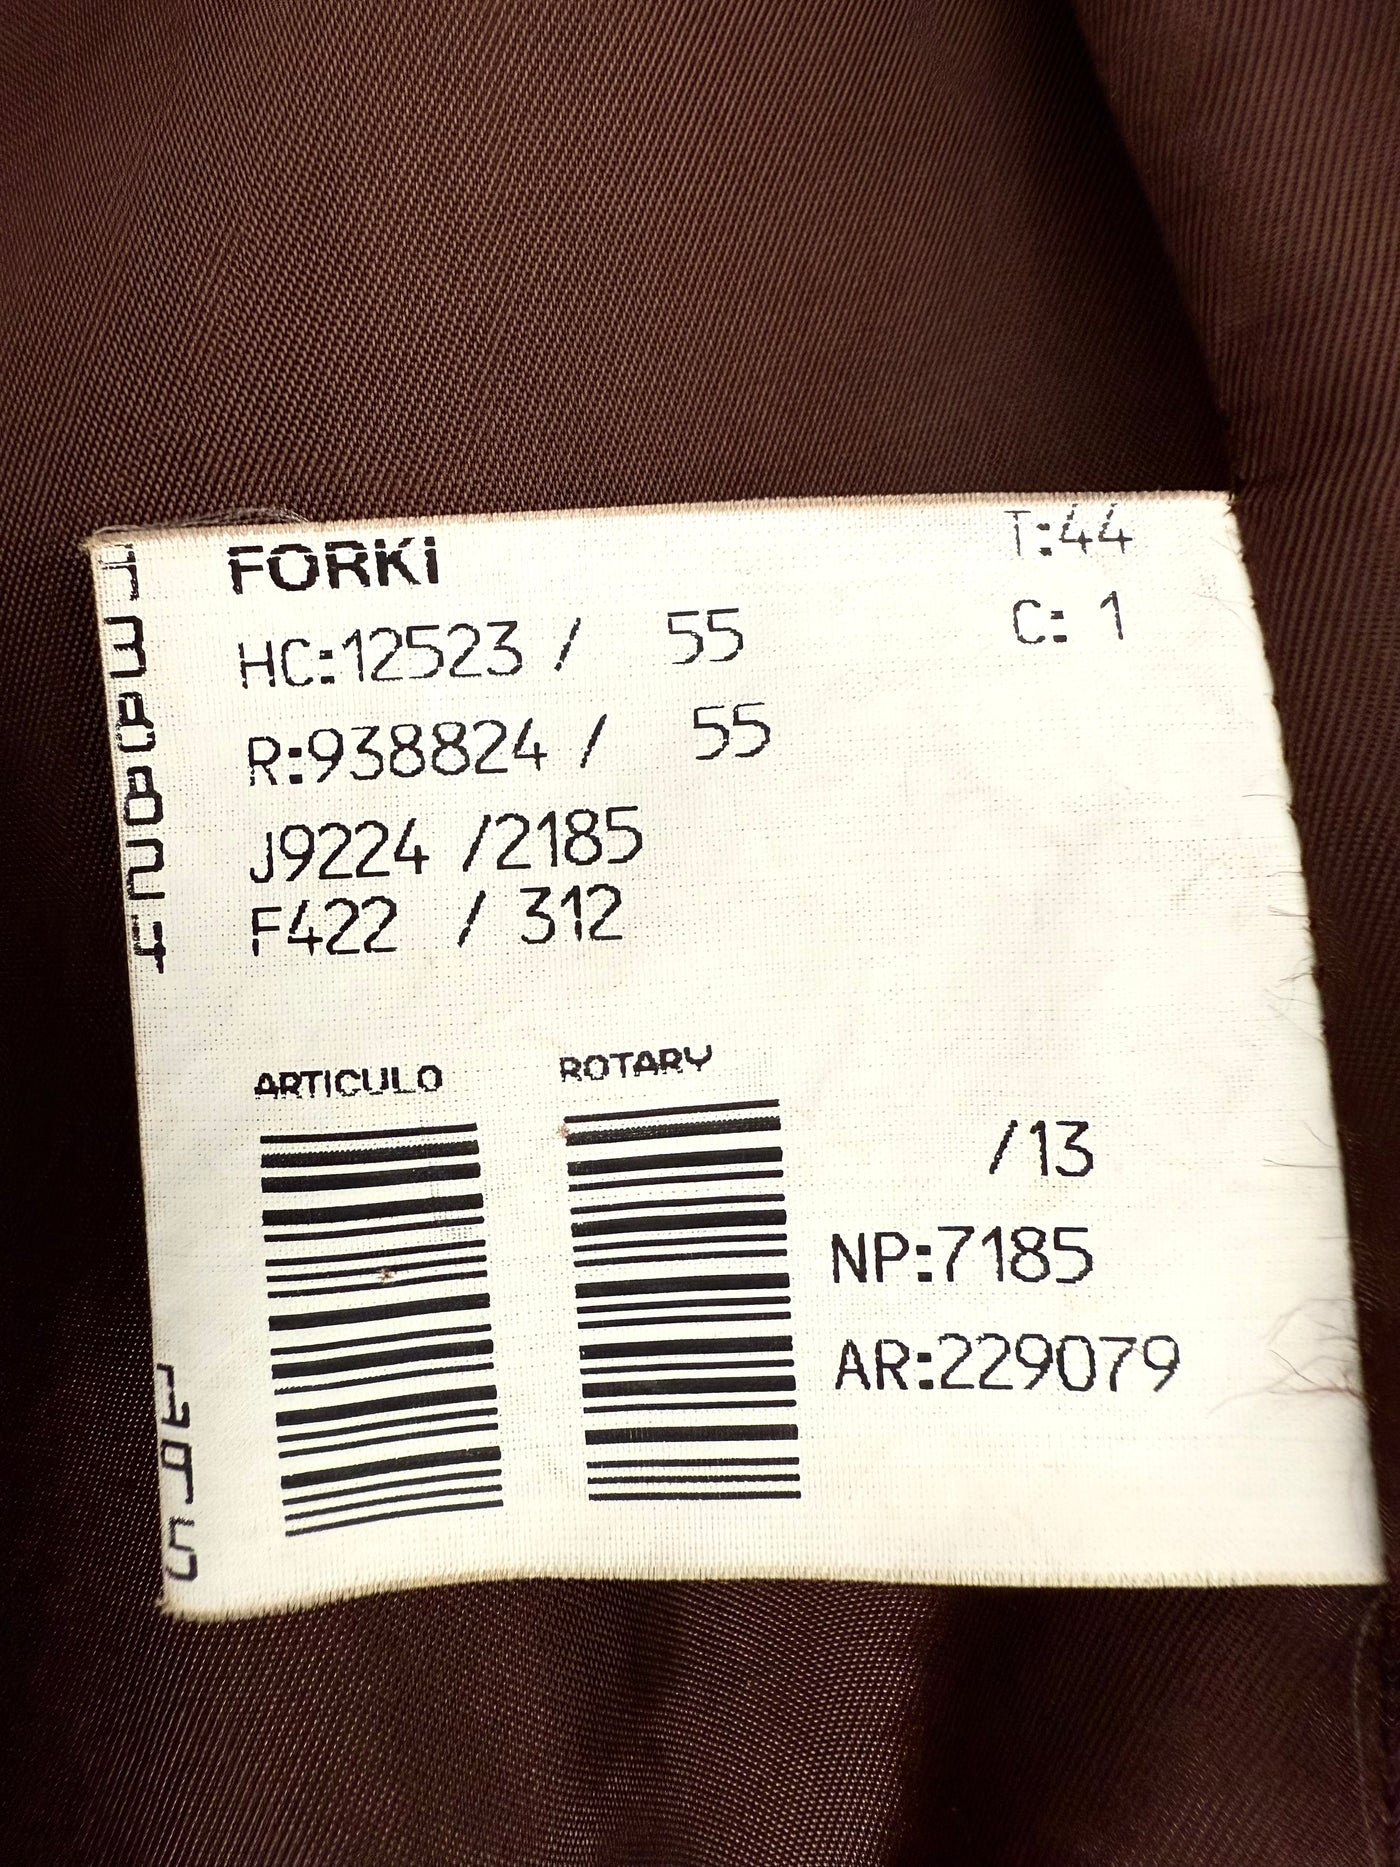 FORKI
T:44
HC:12523 / 55
C: 1
R:938824 / 55
J9224 /2185
F422 / 312
ARTICULO
ROTARY
/13
NP:7185
AR:229079